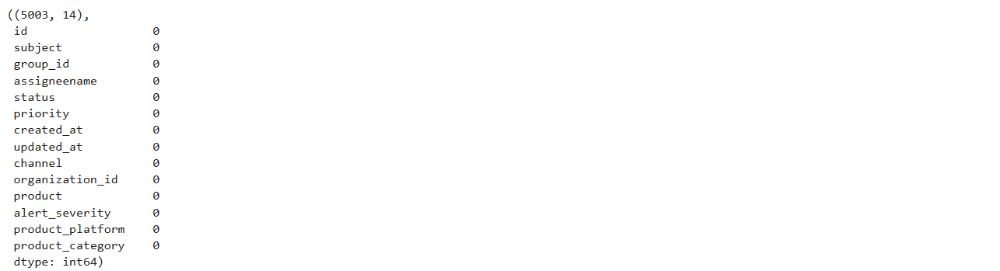 ((5003, 14),
id 0
subject 0
group_id 0
assigneename 0
status 0
priority 0
created_at 0
updated_at 0
channel 0
organization_id 0
product 0
alert_severity 0
product_platform 0
product_category 0
dtype: int64)